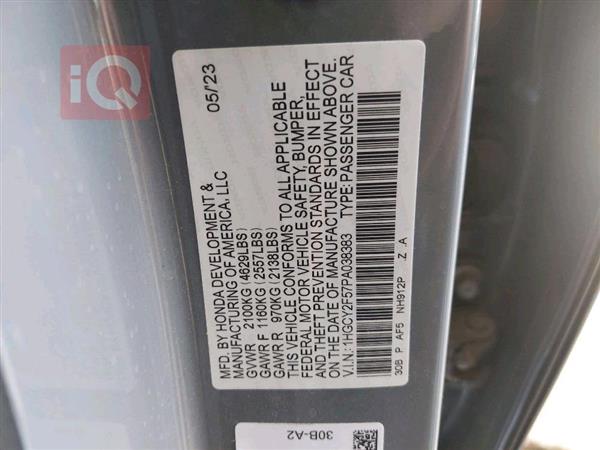 iQ
MFD. BY HONDA DEVELOPMENT & 05/'23
MANUFACTURING OF AMERICA, LLC
GVWR 2100KG (4629LBS)
GAWR F 1160KG (2557LBS)
GAWR R 970KG (2138LBS)
THIS VEHICLE CONFORMS TO ALL APPLICABLE
FEDERAL MOTOR VEHICLE SAFETY, BUMPER,
AND THEFT PREVENTION STANDARDS IN EFFECT
ON THE DATE OF MANUFACTURE SHOWN ABOVE.
V.I.N.:1HGCY2F57PA038383 TYPE:PASSENGER CAR
30B P AF5 NH912P .Z .A
30B-A2